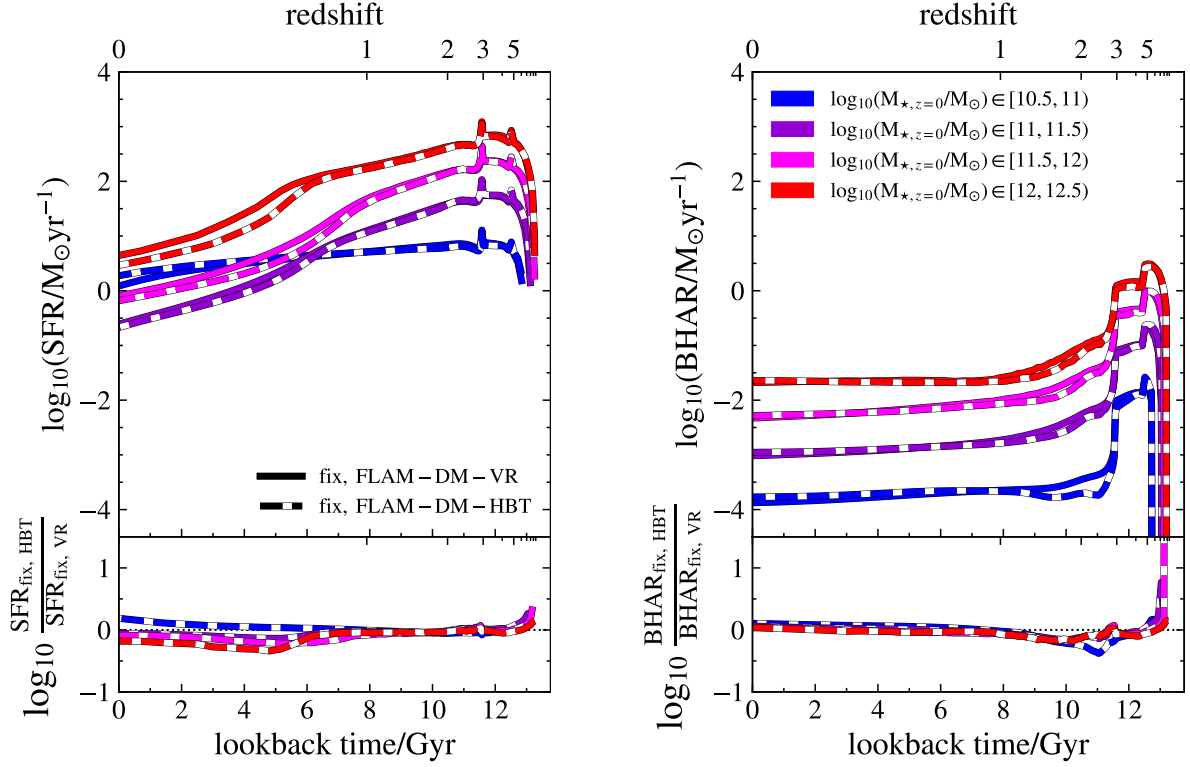 redshift
0 1 2 3 5
4
2
0
−2
−4
log10(SFR/M⊙yr−1)
fix, FLAM−DM−VR
fix, FLAM−DM−HBT
1
0
−1
log10 SFRfix, HBT / SFRfix, VR
0 2 4 6 8 10 12
lookback time/Gyr
redshift
0 1 2 3 5
4
2
0
−2
−4
log10(BHAR/M⊙yr−1)
log10(M⋆,z=0/M⊙)∈[10.5, 11)
log10(M⋆,z=0/M⊙)∈[11, 11.5)
log10(M⋆,z=0/M⊙)∈[11.5, 12)
log10(M⋆,z=0/M⊙)∈[12, 12.5)
1
0
−1
log10 BHARfix, HBT / BHARfix, VR
0 2 4 6 8 10 12
lookback time/Gyr